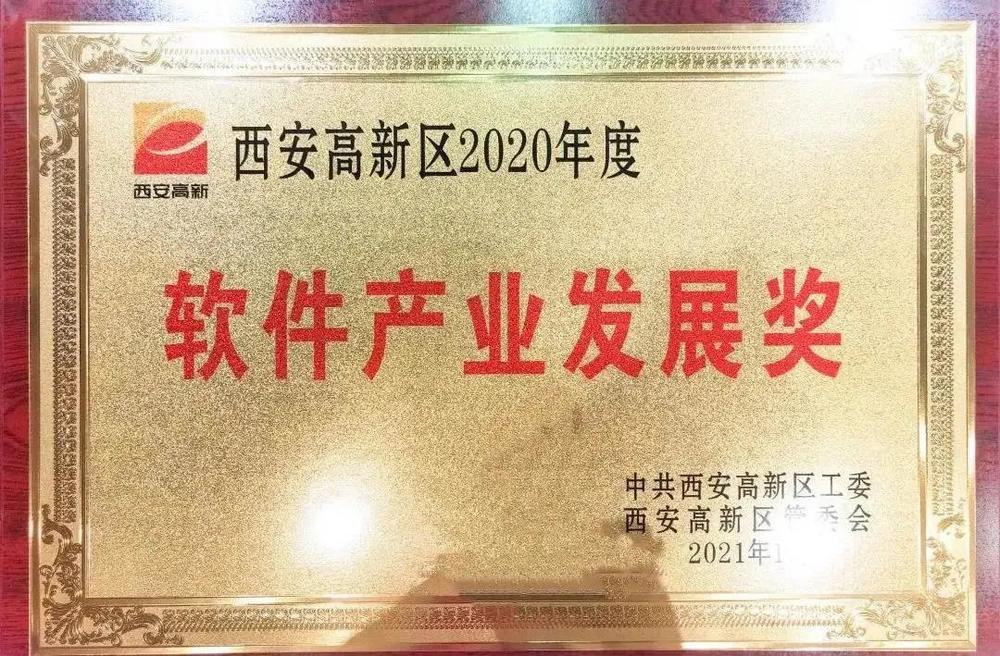 西安高新区2020年度
西安高新
软件产业发展奖
中共西安高新区工委
西安高新区管委会
2021年